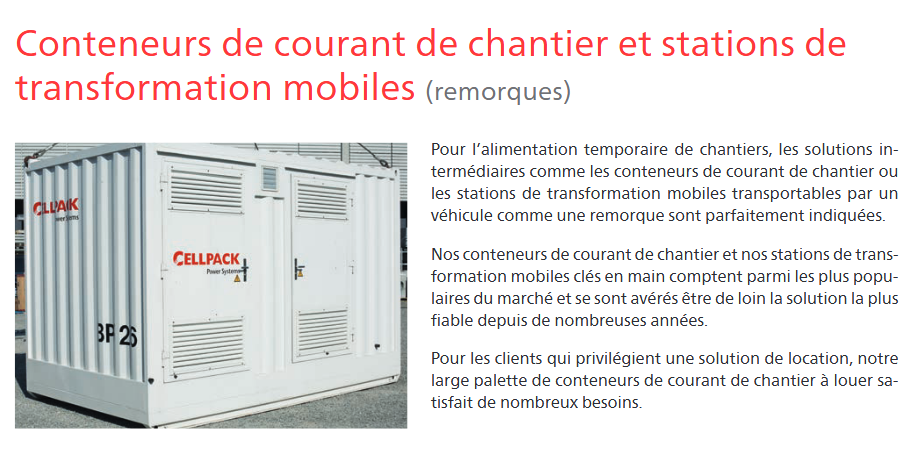 Conteneurs de courant de chantier et stations de
transformation mobiles (remorques)
CELLPACK
Power Systems
BP 26
Pour l’alimentation temporaire de chantiers, les solutions in-
termédiaires comme les conteneurs de courant de chantier ou
les stations de transformation mobiles transportables par un
véhicule comme une remorque sont parfaitement indiquées.
Nos conteneurs de courant de chantier et nos stations de trans-
formation mobiles clés en main comptent parmi les plus popu-
laires du marché et se sont avérés être de loin la solution la plus
fiable depuis de nombreuses années.
Pour les clients qui privilégient une solution de location, notre
large palette de conteneurs de courant de chantier à louer sa-
tisfait de nombreux besoins.